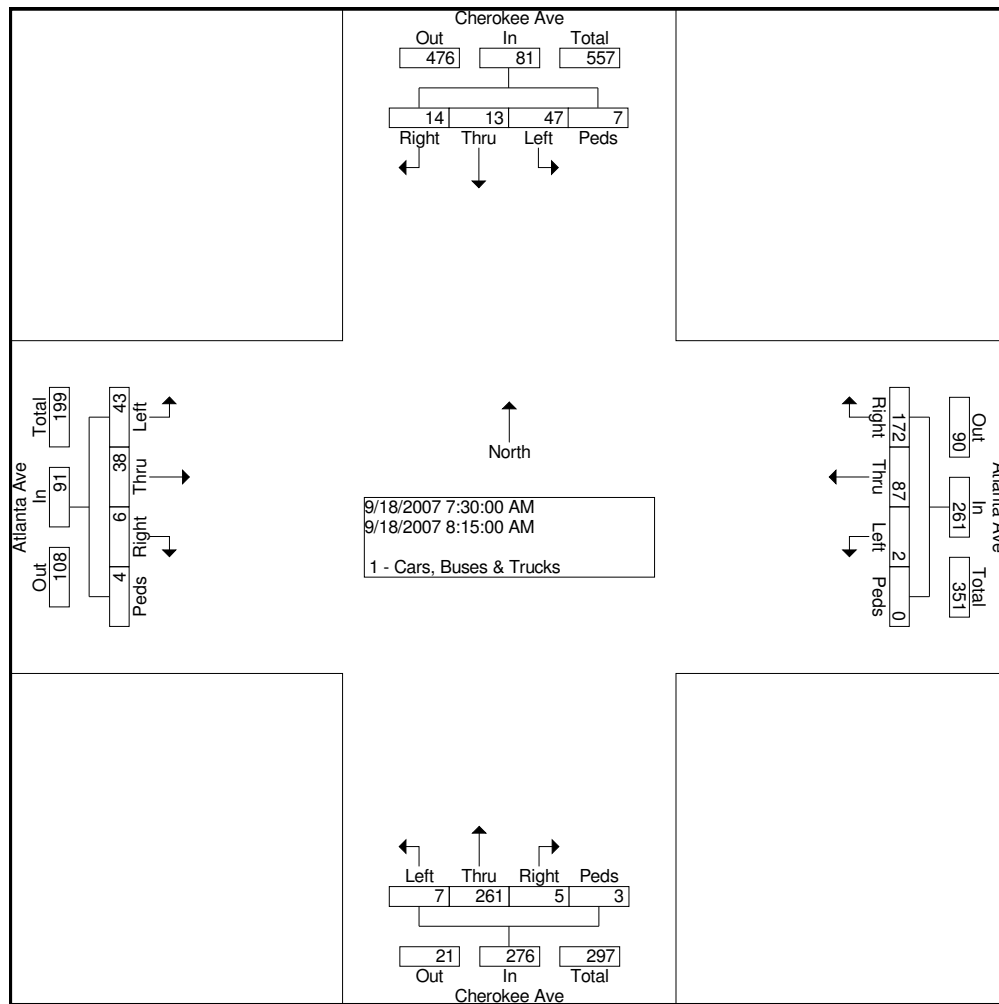 Cherokee Ave
Out In Total
476 81 557
14 13 47 7
Right Thru Left Peds
Atlanta Ave
Total In Out
199 91 108
43 38 6 4
Left Thru Right Peds
North
9/18/2007 7:30:00 AM
9/18/2007 8:15:00 AM
1 - Cars, Buses & Trucks
Right Thru Left Peds
172 87 2 0
Out In Total
90 261 351
Atlanta Ave
Left Thru Right Peds
7 261 5 3
21 276 297
Out In Total
Cherokee Ave